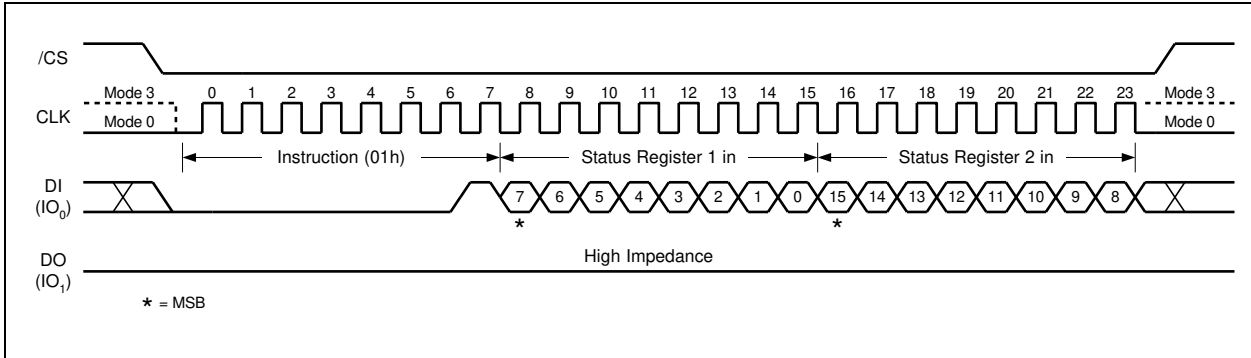 /CS
Mode 3 0 1 2 3 4 5 6 7 8 9 10 11 12 13 14 15 16 17 18 19 20 21 22 23 Mode 3
CLK Mode 0 Mode 0
Instruction (01h) Status Register 1 in Status Register 2 in
DI
(IO0) 7 6 5 4 3 2 1 0 15 14 13 12 11 10 9 8
* *
DO High Impedance
(IO1)
* = MSB